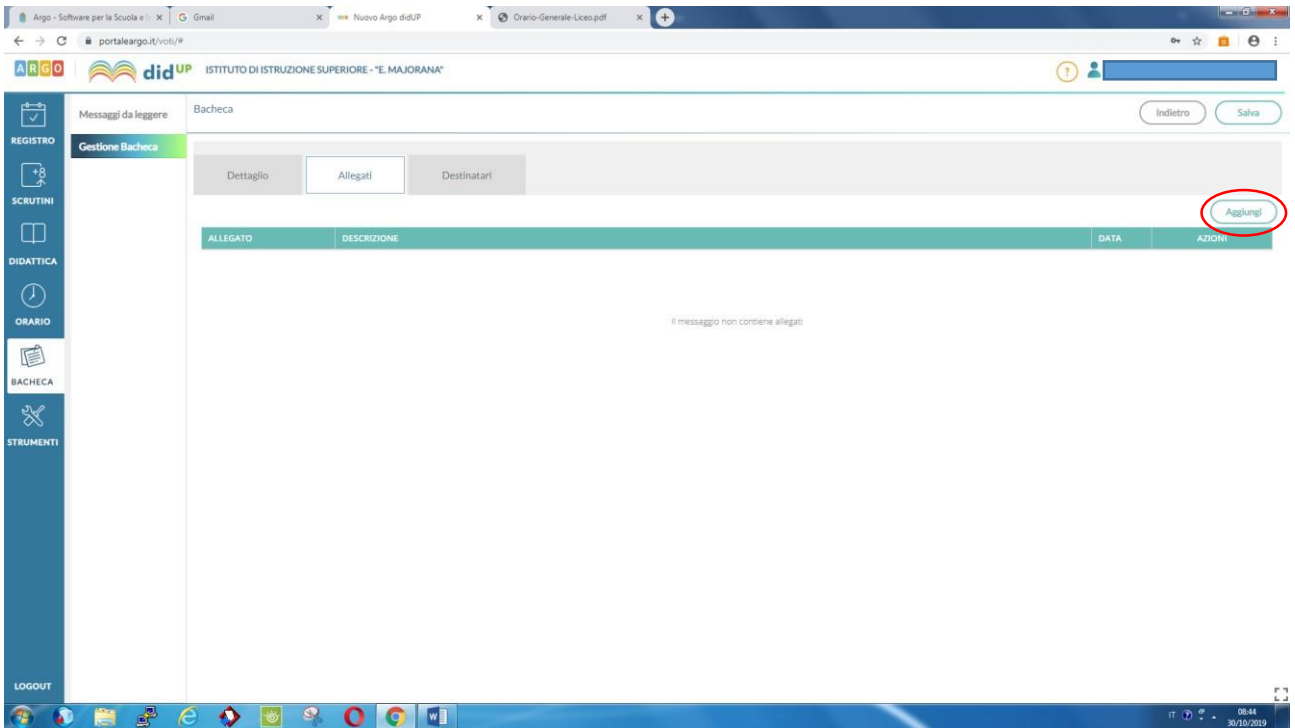 Argo - Software per la Scuola e l
Gmail
Nuovo Argo didUP
Orario-Generale-Liceo.pdf
portaleargo.it/voti/#
ARGO
didUP
ISTITUTO DI ISTRUZIONE SUPERIORE - "E. MAJORANA"
?
Messaggi da leggere
Bacheca
Indietro
Salva
REGISTRO
Gestione Bacheca
Dettaglio
Allegati
Destinatari
+8
SCRUTINI
Aggiungi
ALLEGATO
DESCRIZIONE
DATA
AZIONI
DIDATTICA
ORARIO
Il messaggio non contiene allegati
BACHECA
STRUMENTI
LOGOUT
IT
08:44
30/10/2019